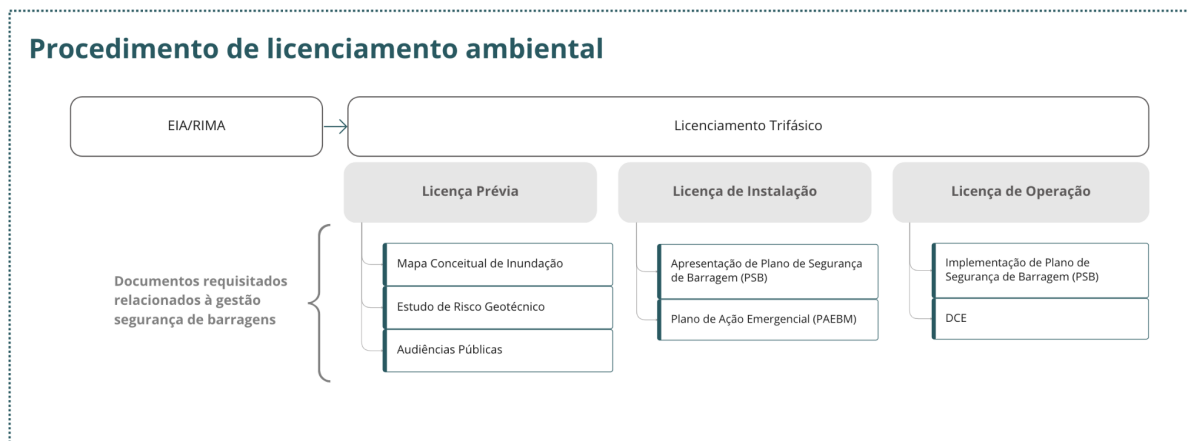 Procedimento de licenciamento ambiental
EIA/RIMA
Licenciamento Trifásico
Licença Prévia
Licença de Instalação
Licença de Operação
Documentos requisitados
relacionados à gestão
segurança de barragens
Mapa Conceitual de Inundação
Estudo de Risco Geotécnico
Audiências Públicas
Apresentação de Plano de Segurança
de Barragem (PSB)
Plano de Ação Emergencial (PAEBM)
Implementação de Plano de
Segurança de Barragem (PSB)
DCE